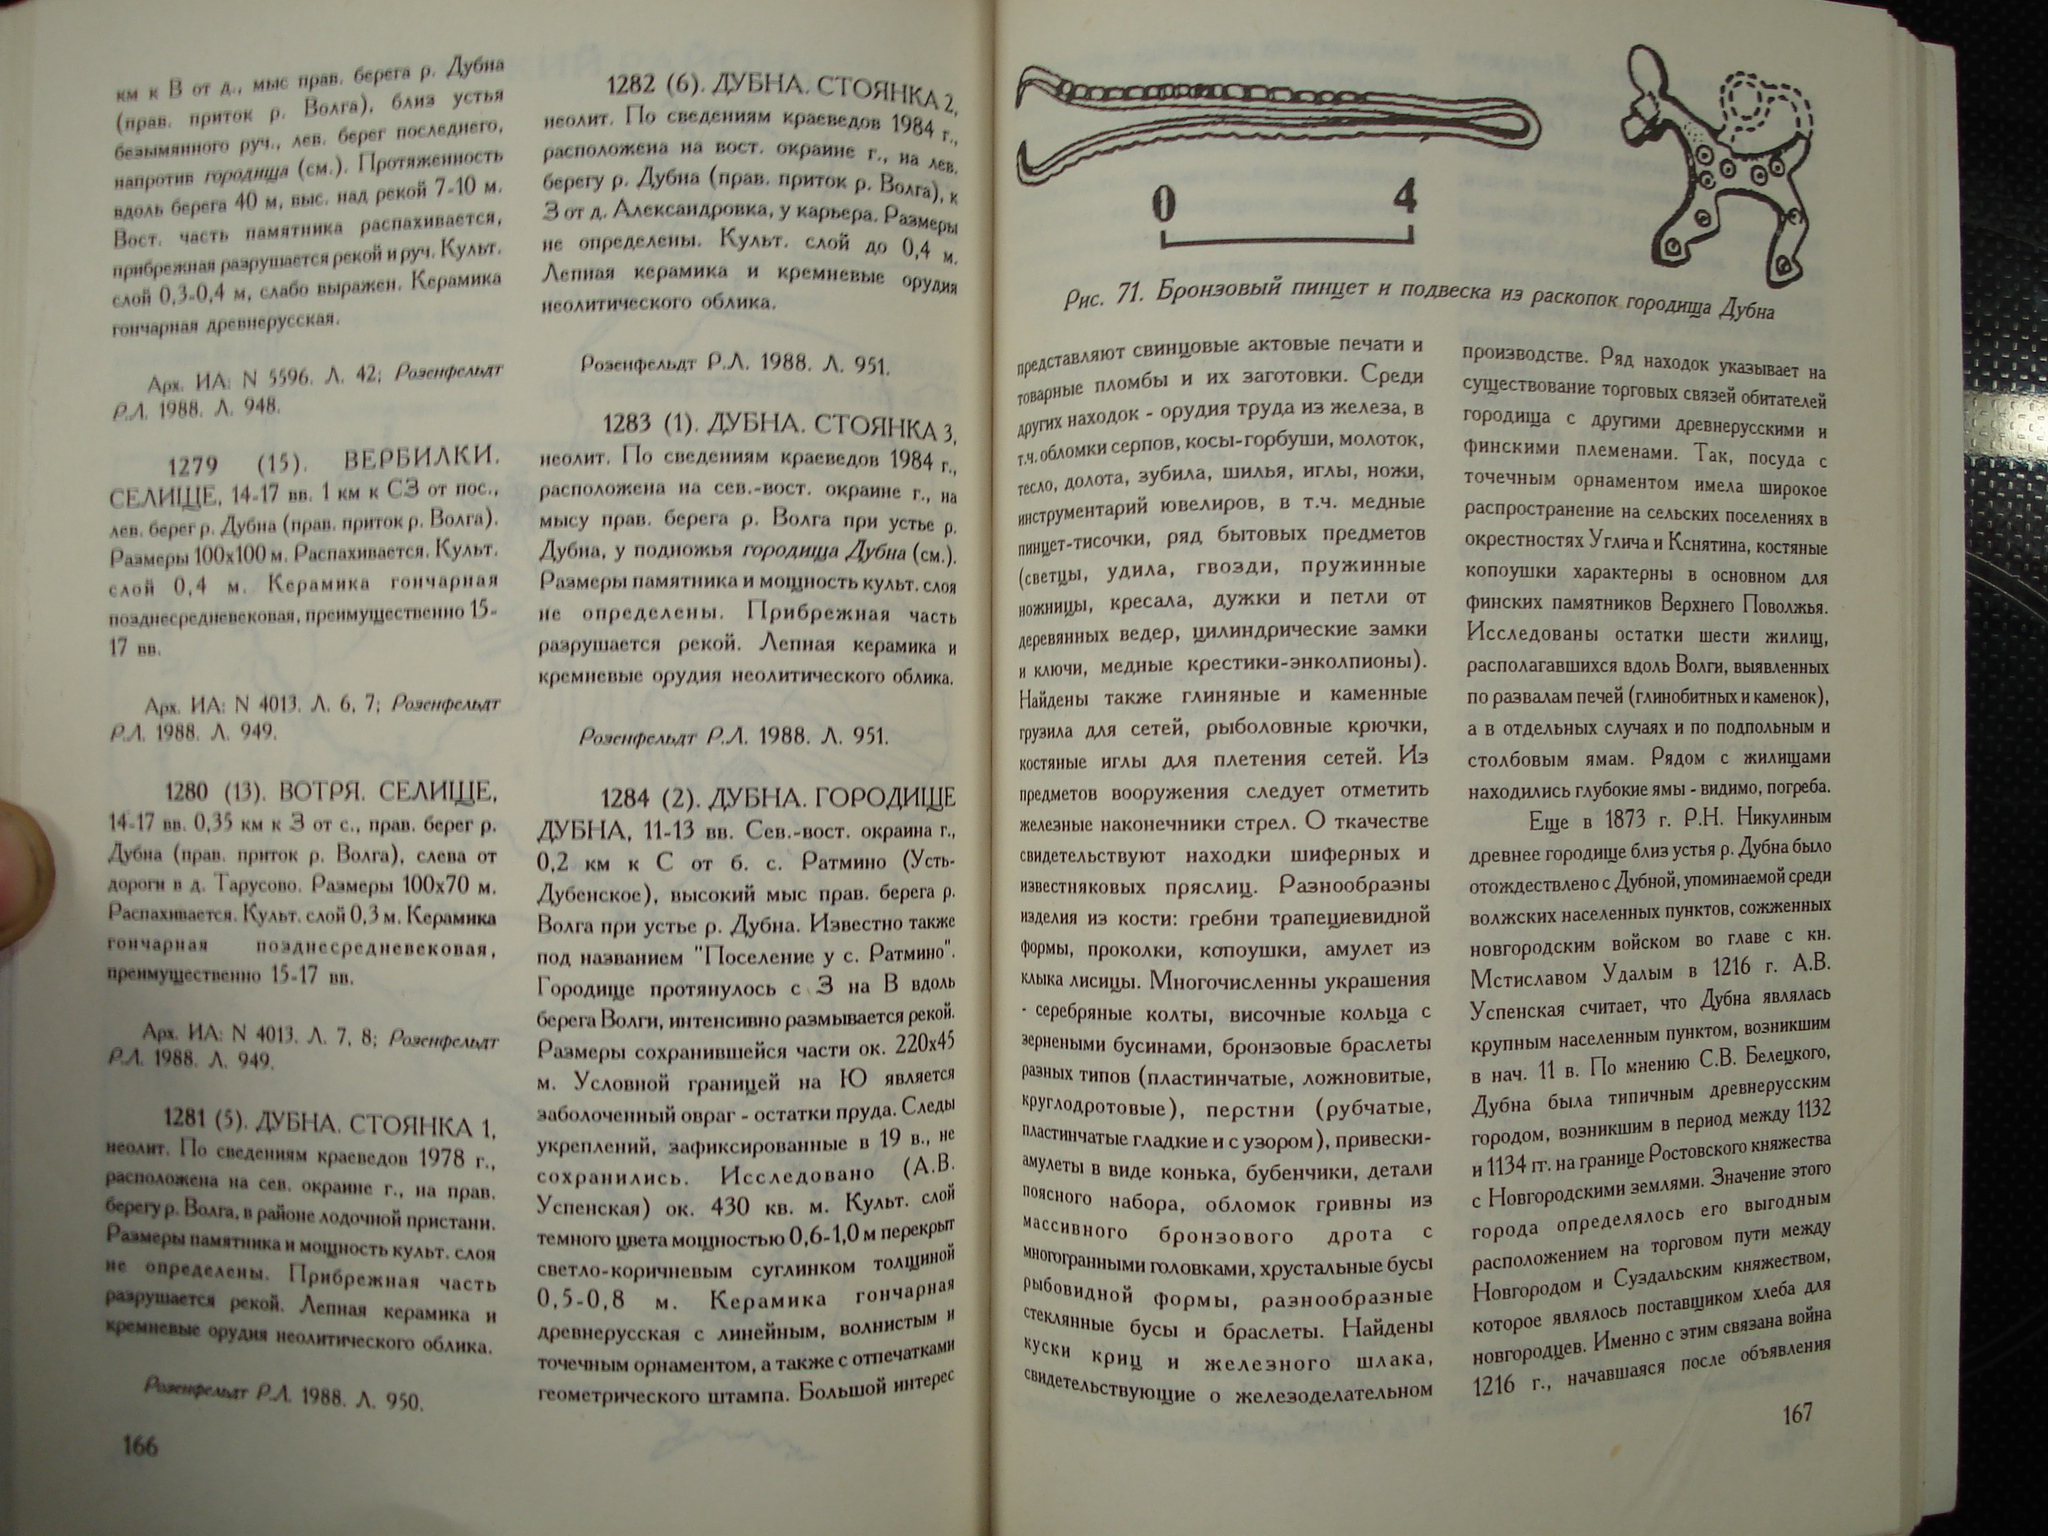 км к В от д., мыс прав. берега р. Дубна
(прав. приток р. Волга), близ устья
безымянного руч., лев. берег последнего,
напротив городища (см.). Протяженность
вдоль берега 40 м, выс. над рекой 7-10 м.
Вост. часть памятника распахивается,
прибрежная разрушается рекой и руч. Культ.
слой 0,3-0,4 м, слабо выражен. Керамика
гончарная древнерусская.
Арх. ИА: N 5596. Л. 42; Розенфельдт
Р.Л. 1988. Л. 948.
1279 (15). ВЕРБИЛКИ.
СЕЛИЩЕ, 14-17 вв. 1 км к СЗ от пос.,
лев. берег р. Дубна (прав. приток р. Волга).
Размеры 100х100 м. Распахивается. Культ.
слой 0,4 м. Керамика гончарная
позднесредневековая, преимущественно 15-
17 вв.
Арх. ИА: N 4013. Л. 6, 7; Розенфельдт
Р.Л. 1988. Л. 949.
1280 (13). ВОТРЯ. СЕЛИЩЕ,
14-17 вв. 0,35 км к З от с., прав. берег р.
Дубна (прав. приток р. Волга), слева от
дороги в д. Тарусово. Размеры 100х70 м.
Распахивается. Культ. слой 0,3 м. Керамика
гончарная позднесредневековая,
преимущественно 15-17 вв.
Арх. ИА: N 4013. Л. 7, 8; Розенфельдт
Р.Л. 1988. Л. 949.
1281 (5). ДУБНА. СТОЯНКА 1,
неолит. По сведениям краеведов 1978 г.,
расположена на сев. окраине г., на прав.
берегу р. Волга, в районе лодочной пристани.
Размеры памятника и мощность культ. слоя
не определены. Прибрежная часть
разрушается рекой. Лепная керамика и
кремневые орудия неолитического облика.
Розенфельдт Р.Л. 1988. Л. 950.
166
1282 (6). ДУБНА. СТОЯНКА 2,
неолит. По сведениям краеведов 1984 г.,
расположена на вост. окраине г., на лев.
берегу р. Дубна (прав. приток р. Волга), к
З от д. Александровка, у карьера. Размеры
не определены. Культ. слой до 0,4 м.
Лепная керамика и кремневые орудия
неолитического облика.
Розенфельдт Р.Л. 1988. Л. 951.
1283 (1). ДУБНА. СТОЯНКА 3,
неолит. По сведениям краеведов 1984 г.,
расположена на сев.-вост. окраине г., на
мысу прав. берега р. Волга при устье р.
Дубна, у подножья городища Дубна (см.).
Размеры памятника и мощность культ. слоя
не определены. Прибрежная часть
разрушается рекой. Лепная керамика и
кремневые орудия неолитического облика.
Розенфельдт Р.Л. 1988. Л. 951.
1284 (2). ДУБНА. ГОРОДИЩЕ
ДУБНА, 11-13 вв. Сев.-вост. окраина г.,
0,2 км к С от б. с. Ратмино (Усть-
Дубенское), высокий мыс прав. берега р.
Волга при устье р. Дубна. Известно также
под названием "Поселение у с. Ратмино".
Городище протянулось с З на В вдоль
берега Волги, интенсивно размывается рекой.
Размеры сохранившейся части ок. 220х45
м. Условной границей на Ю является
заболоченный овраг - остатки пруда. Следы
укреплений, зафиксированные в 19 в., не
сохранились. Исследовано (А.В.
Успенская) ок. 430 кв. м. Культ. слой
темного цвета мощностью 0,6-1,0 м перекрыт
светло-коричневым суглинком толщиной
0,5-0,8 м. Керамика гончарная
древнерусская с линейным, волнистым и
точечным орнаментом, а также с отпечатками
геометрического штампа. Большой интерес
0 4
Рис. 71. Бронзовый пинцет и подвеска из раскопок городища Дубна
представляют свинцовые актовые печати и
товарные пломбы и их заготовки. Среди
других находок - орудия труда из железа, в
т.ч. обломки серпов, косы-горбуши, молоток,
тесло, долота, зубила, шилья, иглы, ножи,
инструментарий ювелиров, в т.ч. медные
пинцет-тисочки, ряд бытовых предметов
(светцы, удила, гвозди, пружинные
ножницы, кресала, дужки и петли от
деревянных ведер, цилиндрические замки
и ключи, медные крестики-энколпионы).
Найдены также глиняные и каменные
грузила для сетей, рыболовные крючки,
костяные иглы для плетения сетей. Из
предметов вооружения следует отметить
железные наконечники стрел. О ткачестве
свидетельствуют находки шиферных и
известняковых пряслиц. Разнообразны
изделия из кости: гребни трапециевидной
формы, проколки, копоушки, амулет из
клыка лисицы. Многочисленны украшения
- серебряные колты, височные кольца с
зернеными бусинами, бронзовые браслеты
разных типов (пластинчатые, ложновитые,
круглодротовые), перстни (рубчатые,
пластинчатые гладкие и с узором), привески-
амулеты в виде конька, бубенчики, детали
поясного набора, обломок гривны из
массивного бронзового дрота с
многогранными головками, хрустальные бусы
рыбовидной формы, разнообразные
стеклянные бусы и браслеты. Найдены
куски криц и железного шлака,
свидетельствующие о железоделательном
производстве. Ряд находок указывает на
существование торговых связей обитателей
городища с другими древнерусскими и
финскими племенами. Так, посуда с
точечным орнаментом имела широкое
распространение на сельских поселениях в
окрестностях Углича и Кснятина, костяные
копоушки характерны в основном для
финских памятников Верхнего Поволжья.
Исследованы остатки шести жилищ,
располагавшихся вдоль Волги, выявленных
по развалам печей (глинобитных и каменок),
а в отдельных случаях и по подпольным и
столбовым ямам. Рядом с жилищами
находились глубокие ямы - видимо, погреба.
Еще в 1873 г. Р.Н. Никулиным
древнее городище близ устья р. Дубна было
отождествлено с Дубной, упоминаемой среди
волжских населенных пунктов, сожженных
новгородским войском во главе с кн.
Мстиславом Удалым в 1216 г. А.В.
Успенская считает, что Дубна являлась
крупным населенным пунктом, возникшим
в нач. 11 в. По мнению С.В. Белецкого,
Дубна была типичным древнерусским
городом, возникшим в период между 1132
и 1134 гг. на границе Ростовского княжества
с Новгородскими землями. Значение этого
города определялось его выгодным
расположением на торговом пути между
Новгородом и Суздальским княжеством,
которое являлось поставщиком хлеба для
новгородцев. Именно с этим связана война
1216 г., начавшаяся после объявления
167